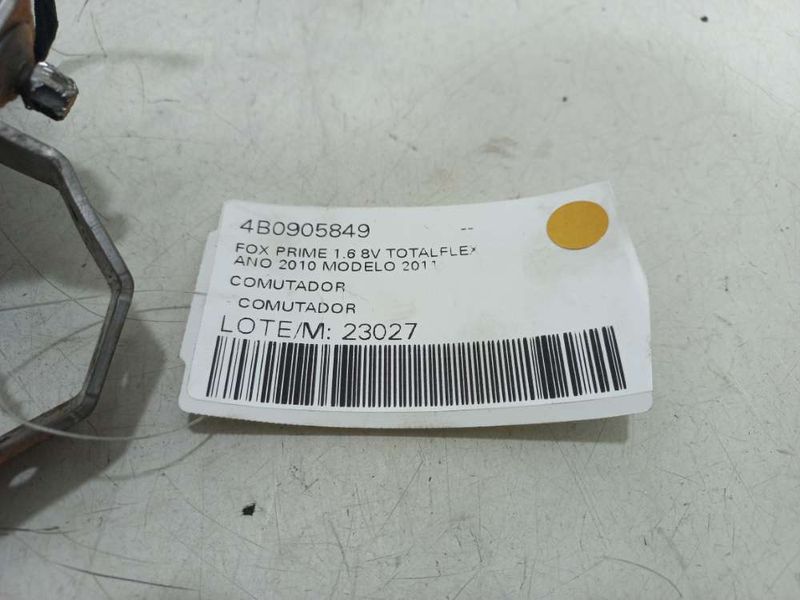 4B0905849 --
FOX PRIME 1.6 8V TOTALFLEX
ANO 2010 MODELO 2011
COMUTADOR
COMUTADOR
LOTE/M: 23027